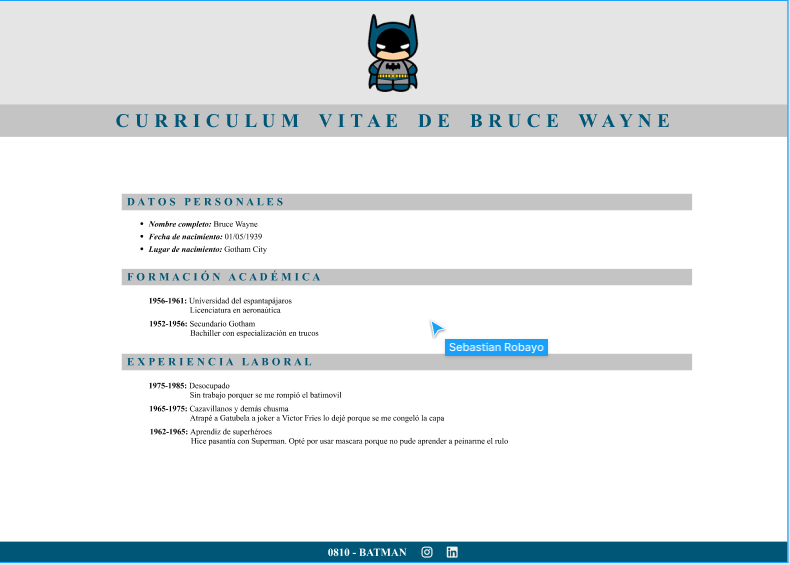 CURRICULUM VITAE DE BRUCE WAYNE
DATOS PERSONALES
Nombre completo: Bruce Wayne
Fecha de nacimiento: 01/05/1939
Lugar de nacimiento: Gotham City
FORMACIÓN ACADÉMICA
1956-1961: Universidad del espantapájaros
Licenciatura en aeronaútica
1952-1956: Secundario Gotham
Bachiller con especialización en trucos
Sebastian Robayo
EXPERIENCIA LABORAL
1975-1985: Desocupado
Sin trabajo porquer se me rompió el batimovil
1965-1975: Cazavillanos y demás chusma
Atrapé a Gatubela a joker a Victor Fries lo dejé porque se me congeló la capa
1962-1965: Aprendiz de superhéroes
Hice pasantía con Superman. Opté por usar mascara porque no pude aprender a peinarme el rulo
0810 - BATMAN